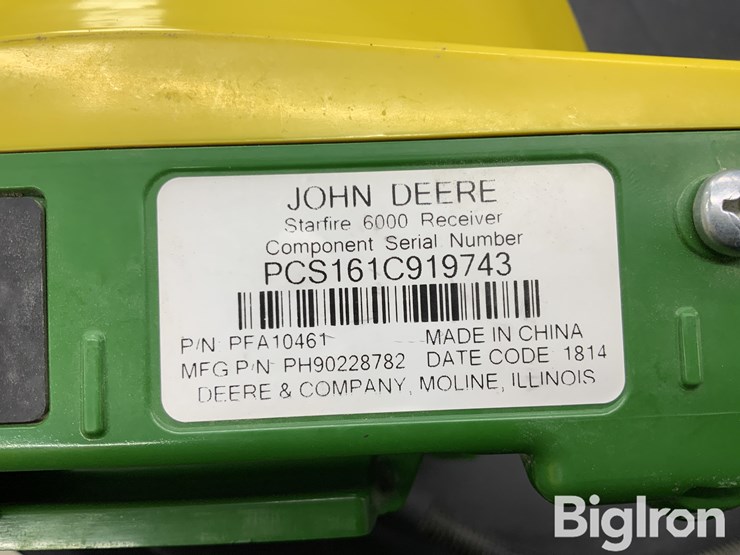 JOHN DEERE
Starfire 6000 Receiver
Component Serial Number
PCS161C919743
P/N PFA10461 MADE IN CHINA
MFG P/N PH90228782 DATE CODE 1814
DEERE & COMPANY, MOLINE, ILLINOIS
BigIron